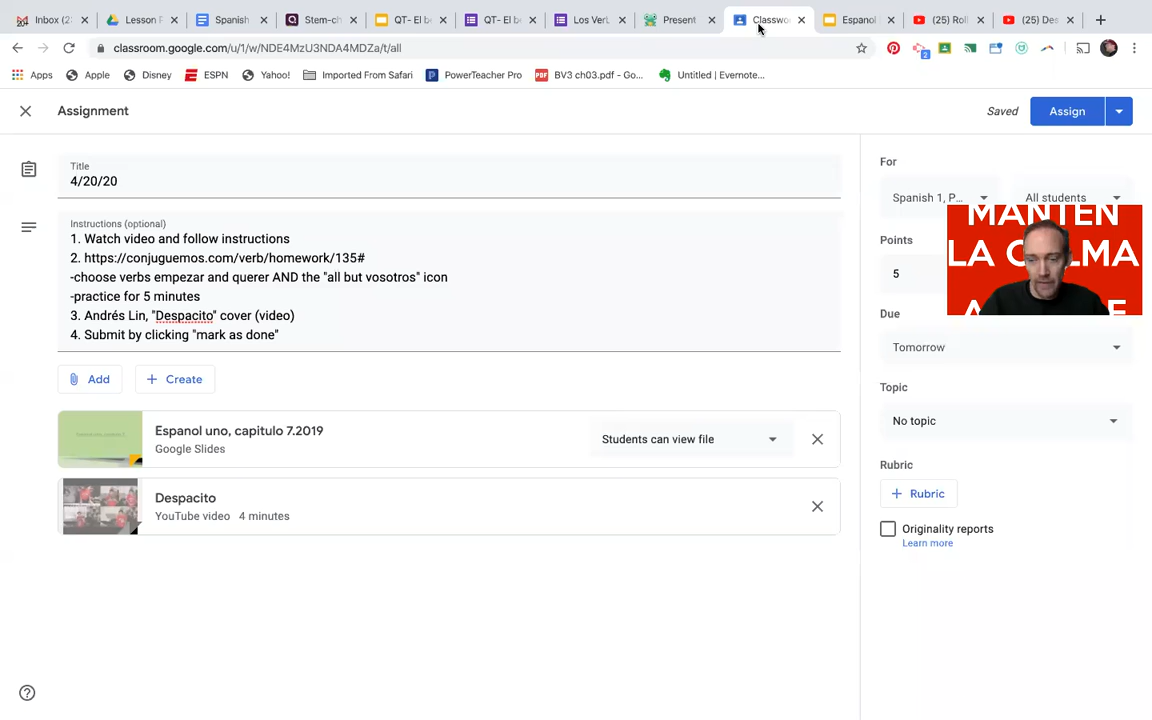 Inbox (2:
Lesson P
Spanish
Stem-ch
QT- El b
QT- El b
Los Verb
Present
Classwo
Espanol
(25) Roll
(25) Des
classroom.google.com/u/1/w/NDE4MzU3NDA4MDZa/t/all
2
Apps
Apple
Disney
ESPN
Yahoo!
Imported From Safari
PowerTeacher Pro
BV3 ch03.pdf - Go...
Untitled | Evernote...
Assignment
Saved
Assign
Title
4/20/20
Instructions (optional)
1. Watch video and follow instructions
2. https://conjuguemos.com/verb/homework/135#
-choose verbs empezar and querer AND the "all but vosotros" icon
-practice for 5 minutes
3. Andrés Lin, "Despacito" cover (video)
4. Submit by clicking "mark as done"
Add
Create
Espanol uno, capitulo 7.2019
Google Slides
Students can view file
Despacito
YouTube video 4 minutes
For
Spanish 1, P...
All students
MANTEN
LA
LMA
Points
5
Due
Tomorrow
Topic
No topic
Rubric
Rubric
Originality reports
Learn more